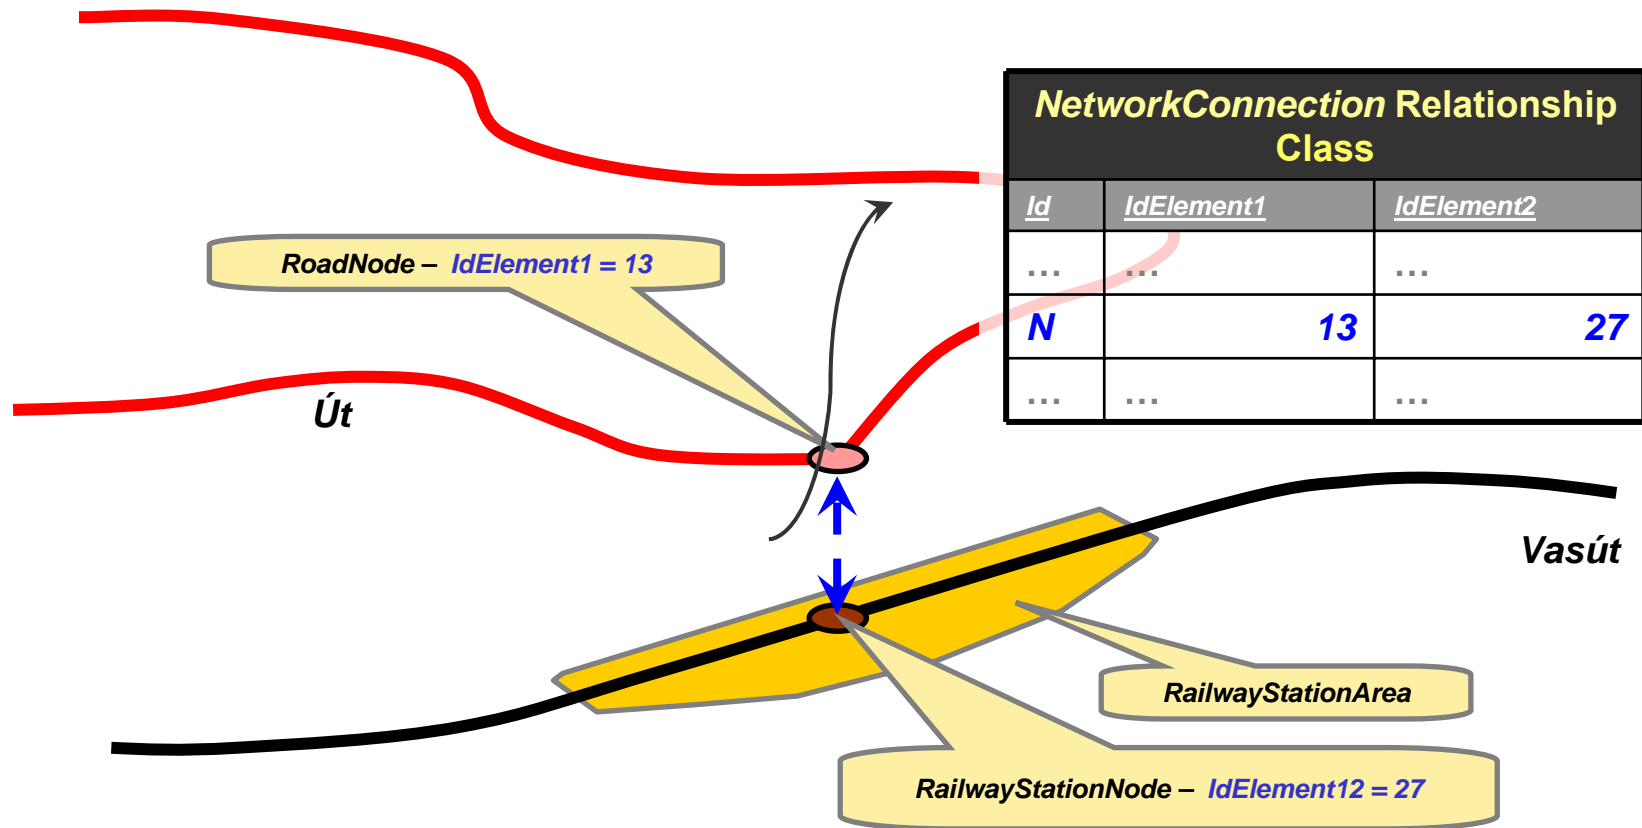 NetworkConnection Relationship
Class
Id IdElement1 IdElement2
... ... ...
N 13 27
... ... ...
RoadNode – IdElement1 = 13
Út
Vasút
RailwayStationArea
RailwayStationNode – IdElement12 = 27